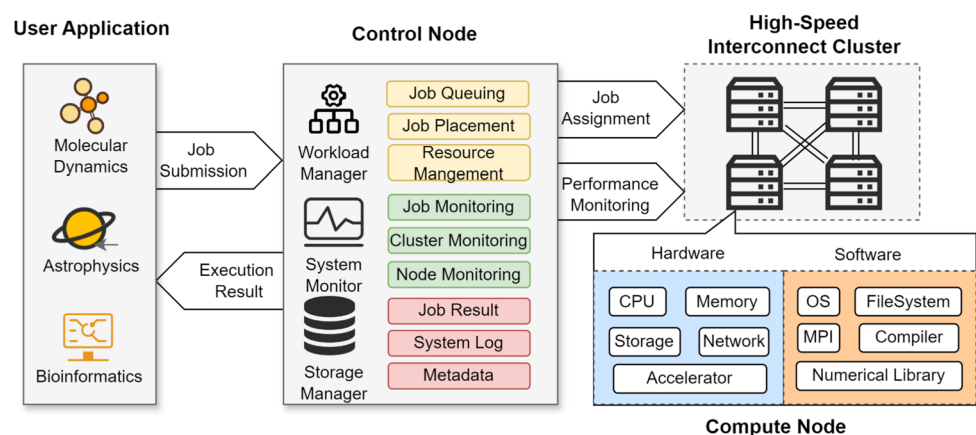 User Application
Molecular
Dynamics
Astrophysics
Bioinformatics
Job
Submission
Execution
Result
Control Node
Workload
Manager
Job Queuing
Job Placement
Resource
Mangement
System
Monitor
Job Monitoring
Cluster Monitoring
Node Monitoring
Storage
Manager
Job Result
System Log
Metadata
Job
Assignment
Performance
Monitoring
High-Speed
Interconnect Cluster
Hardware
CPU
Memory
Storage
Network
Accelerator
Software
OS
FileSystem
MPI
Compiler
Numerical Library
Compute Node